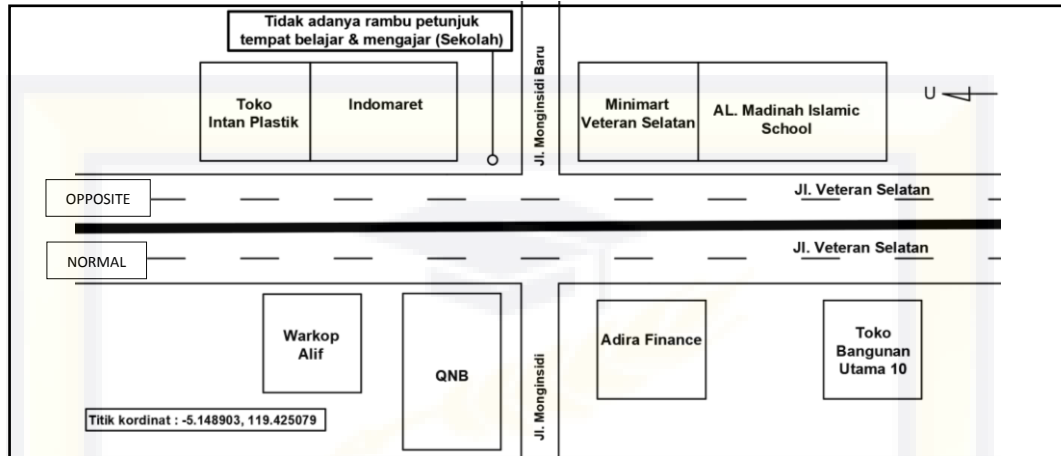 Tidak adanya rambu petunjuk
tempat belajar & mengajar (Sekolah)
Jl. Monginsidi Baru
Toko
Intan Plastik
Indomaret
Minimart
Veteran Selatan
AL. Madinah Islamic
School
U
OPPOSITE
Jl. Veteran Selatan
NORMAL
Jl. Veteran Selatan
Warkop
Alif
QNB
Jl. Monginsidi
Adira Finance
Toko
Bangunan
Utama 10
Titik kordinat : -5.148903, 119.425079